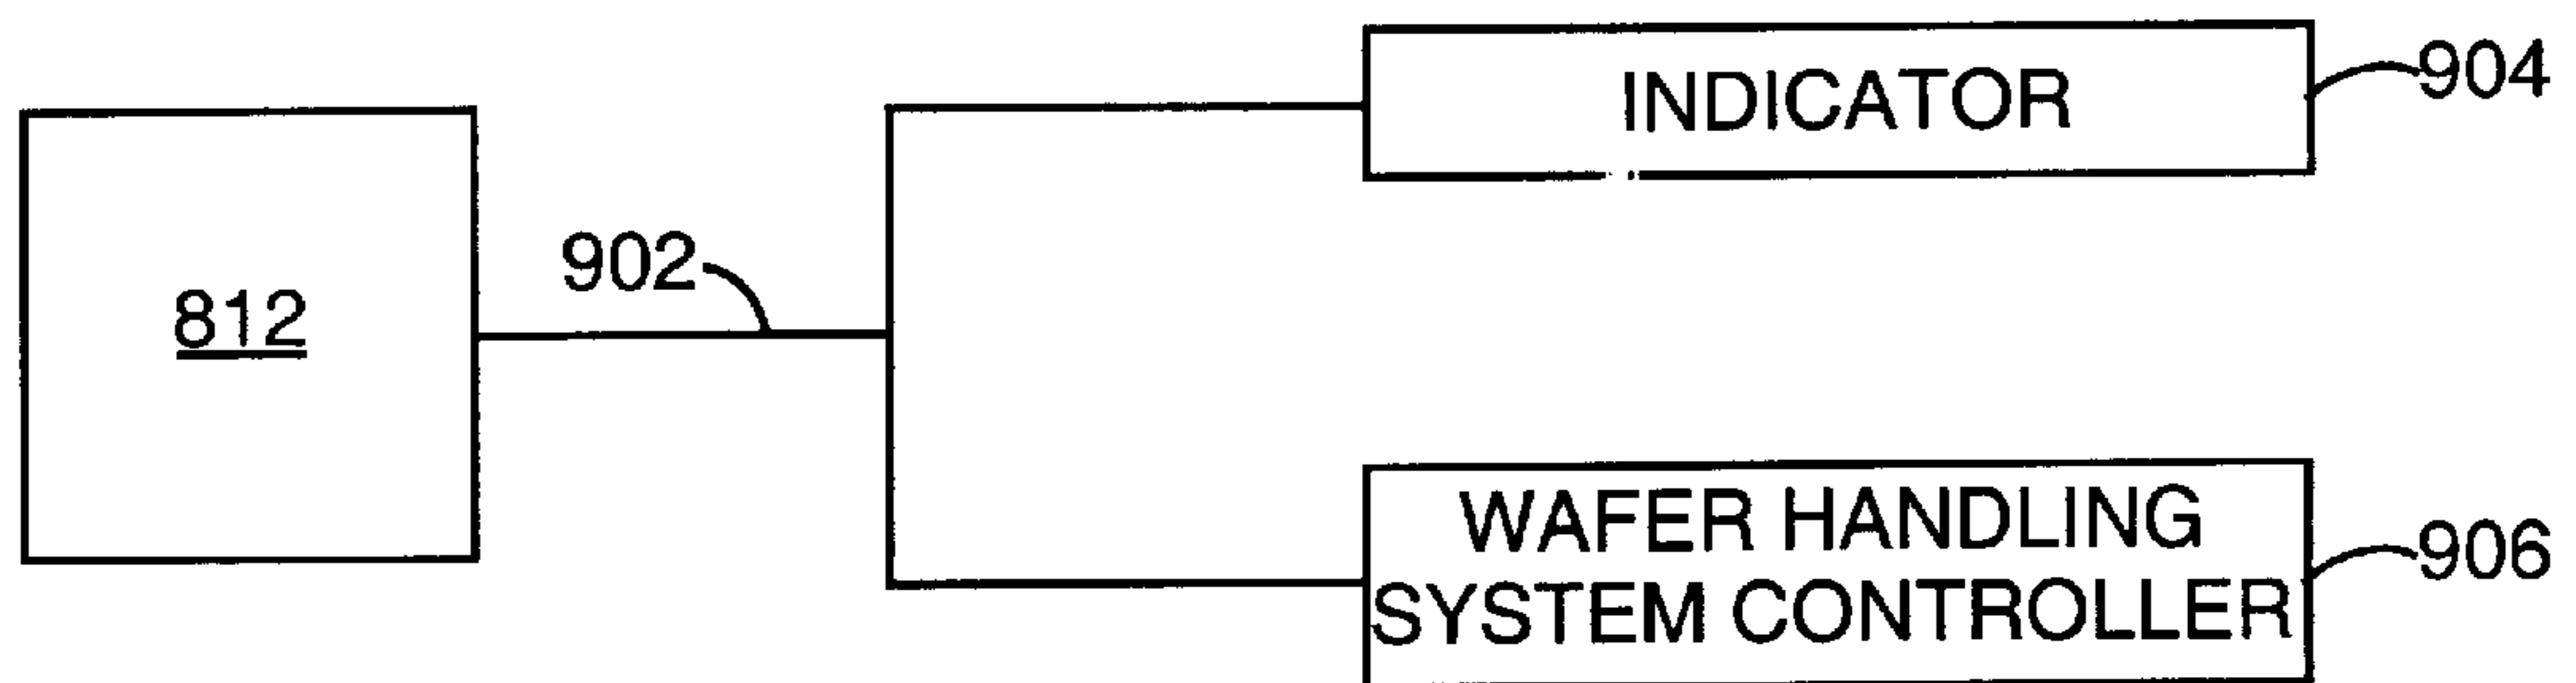 INDICATOR
904
902
812
WAFER HANDLING
SYSTEM CONTROLLER
906